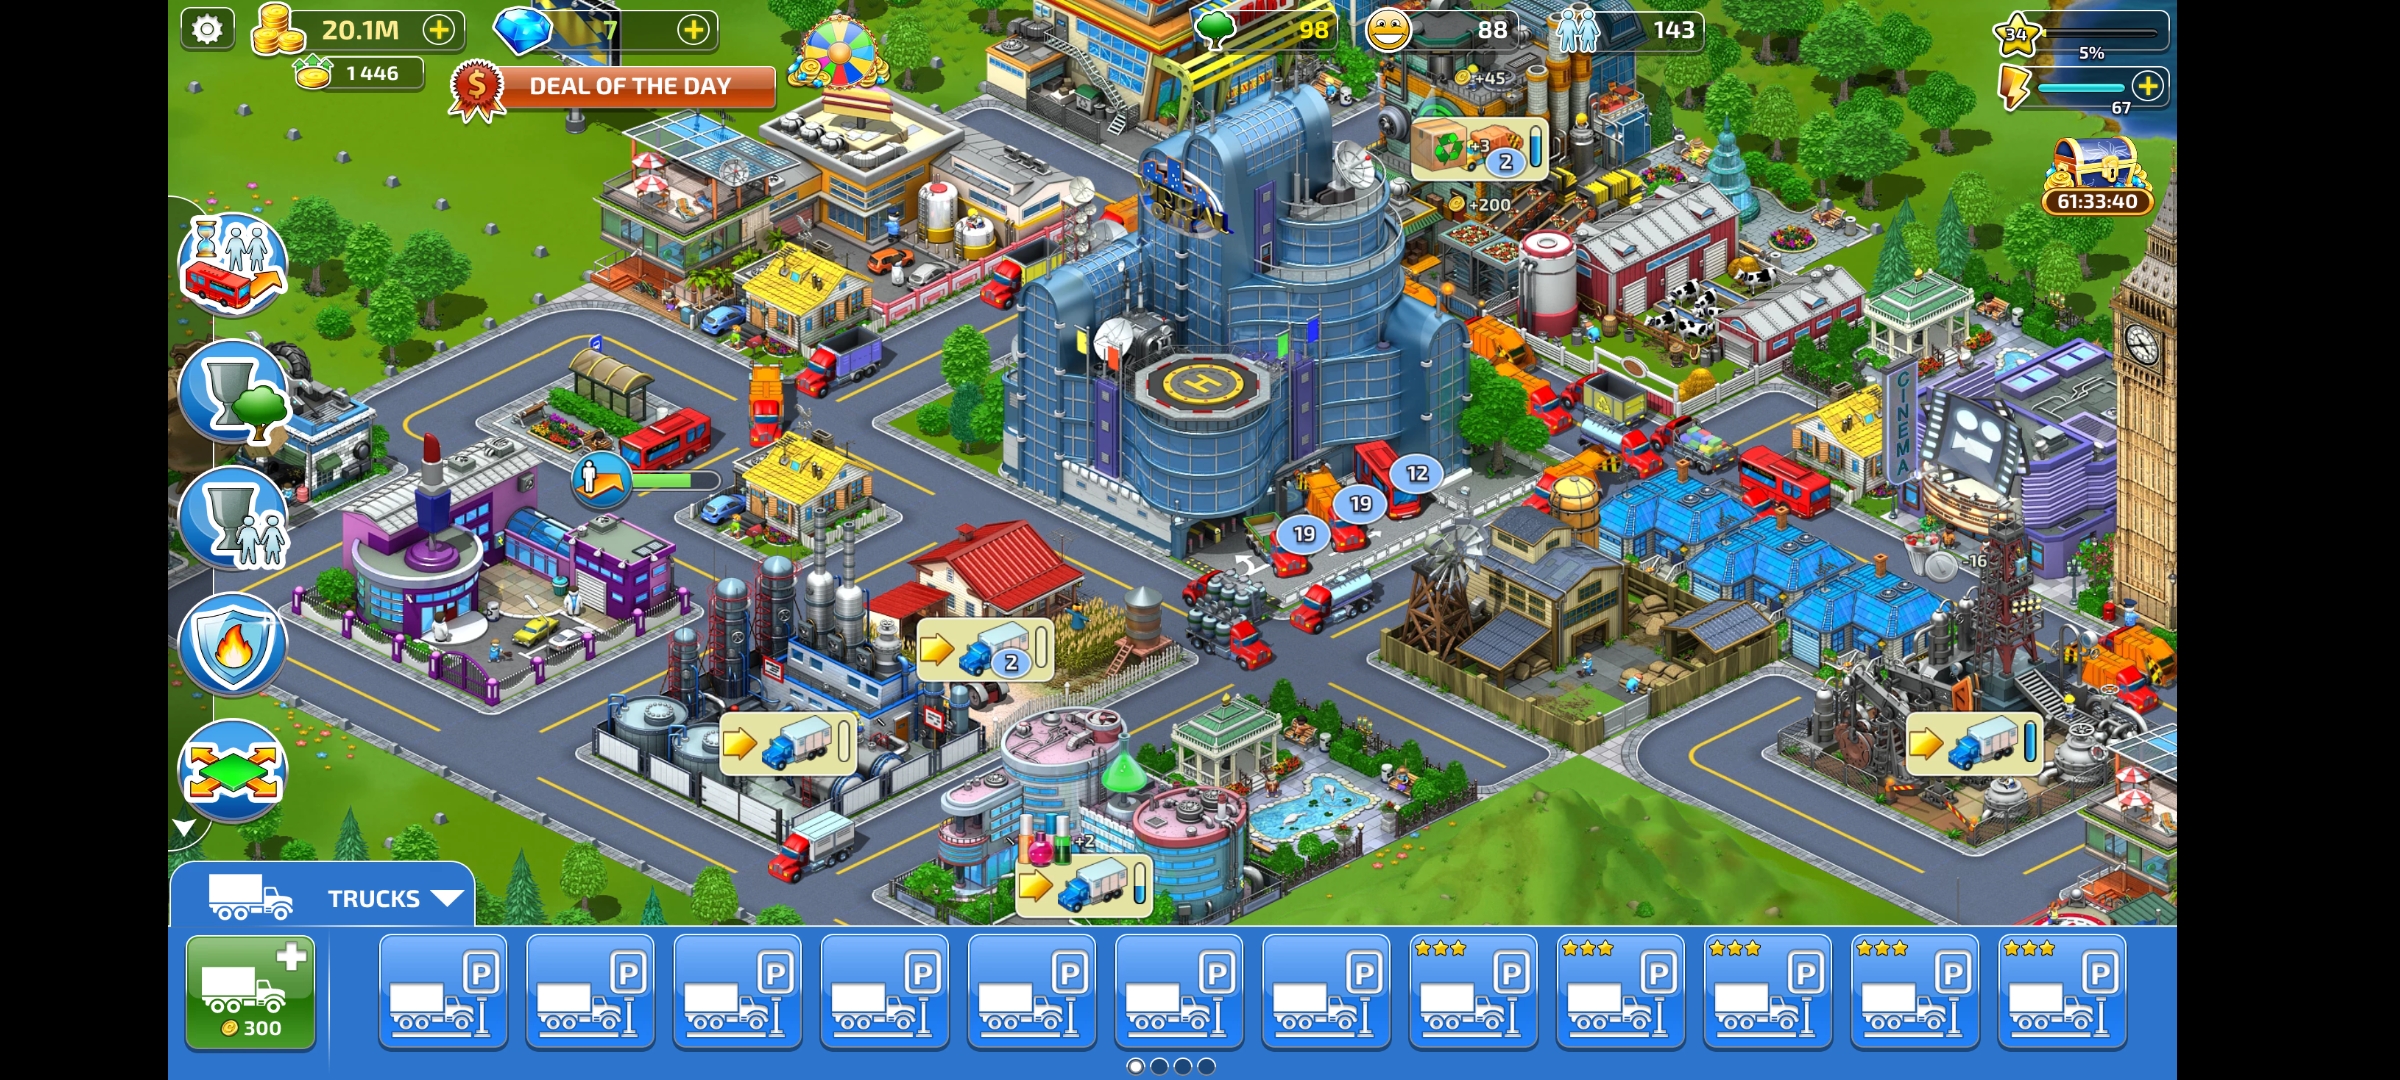 20.1M
7
98
88
143
34
5%
1 446
DEAL OF THE DAY
67
+45
+3
2
+200
61:33:40
CINEMA
12
19
19
-16
H
2
+2
TRUCKS
300
P
P
P
P
P
P
P
P
P
P
P
P